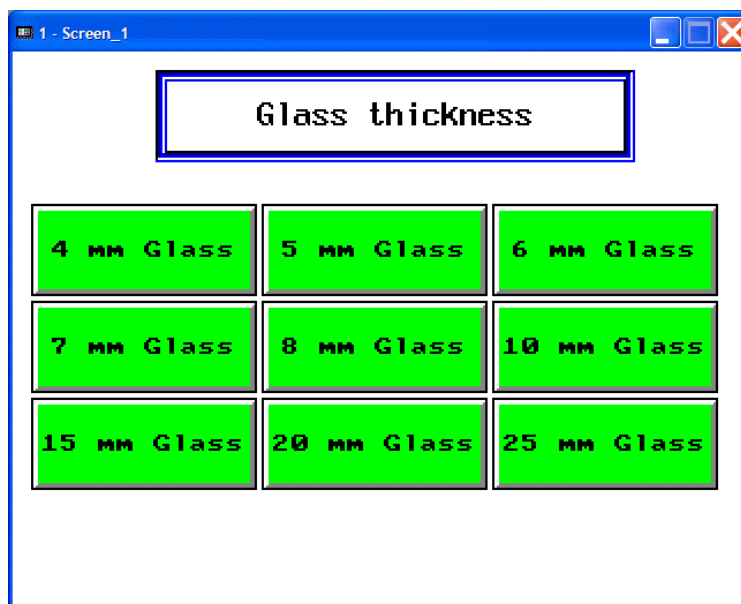 1 - Screen_1
Glass thickness
4 mm Glass
5 mm Glass
6 mm Glass
7 mm Glass
8 mm Glass
10 mm Glass
15 mm Glass
20 mm Glass
25 mm Glass